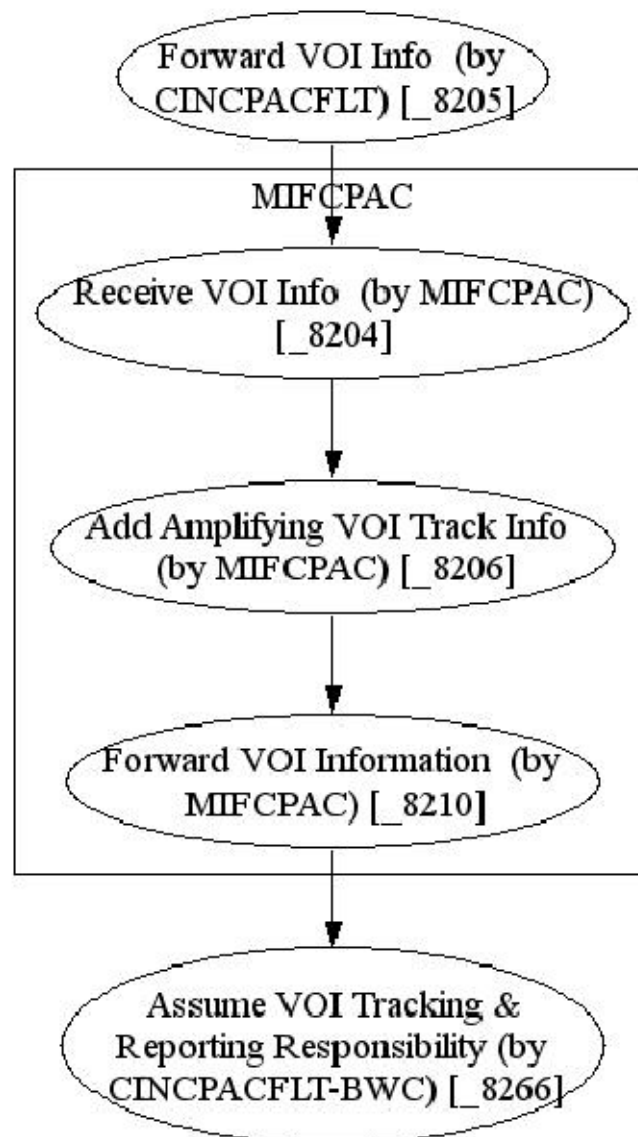 Forward VOI Info (by
CINCPACFLT) [_8205]
MIFCPAC
Receive VOI Info (by MIFCPAC)
[_8204]
Add Amplifying VOI Track Info
(by MIFCPAC) [_8206]
Forward VOI Information (by
MIFCPAC) [_8210]
Assume VOI Tracking &
Reporting Responsibility (by
CINCPACFLT-BWC) [_8266]